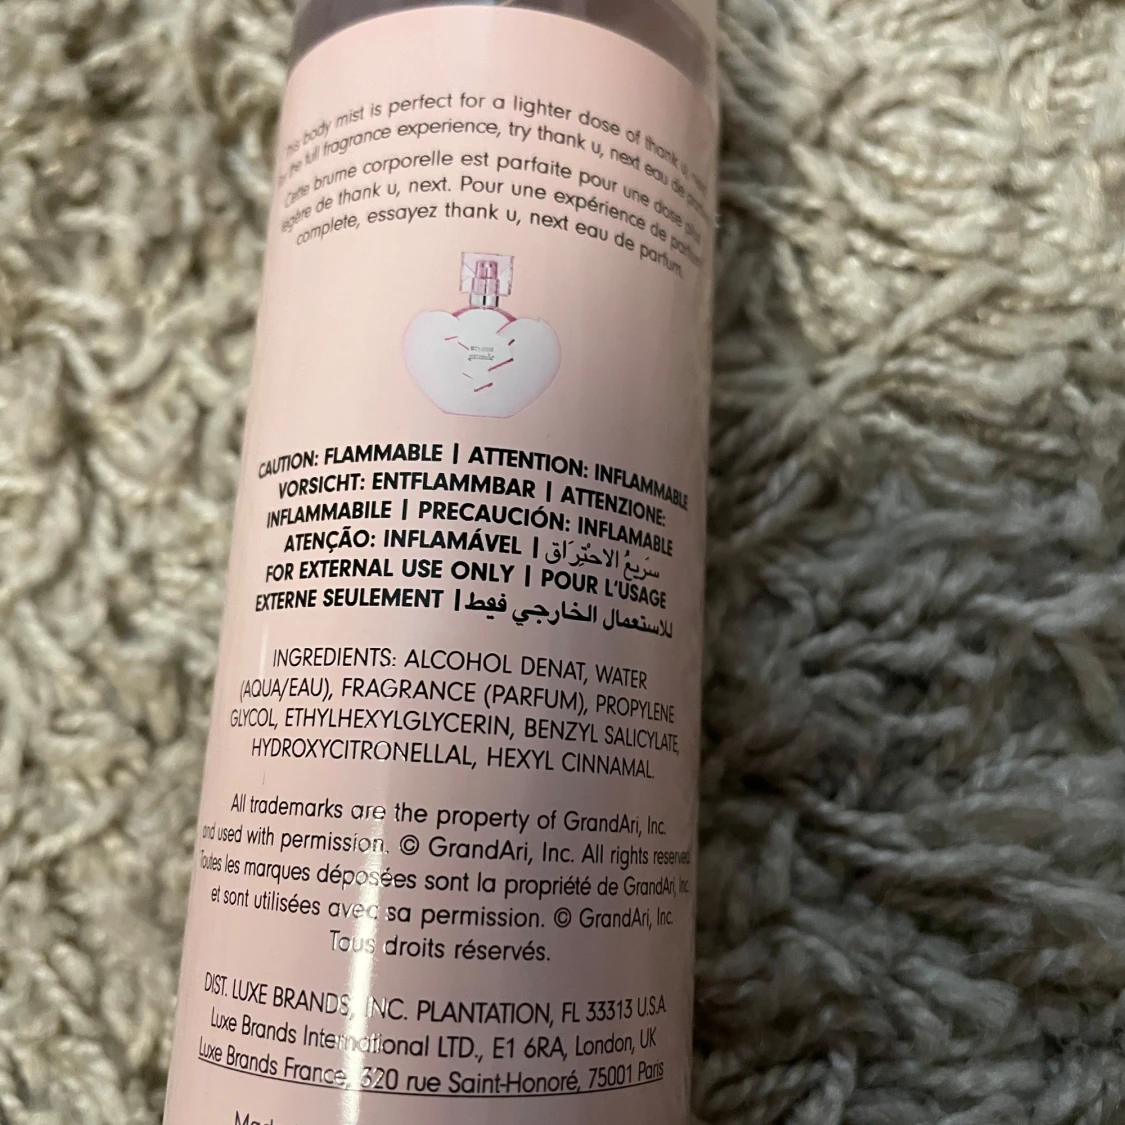 body mist is perfect for a lighter dose of thank u,
the full fragrance experience, try thank u, next eau de
Cette brume corporelle est parfaite pour une dose plus
légère de thank u, next. Pour une expérience de parfum
complete, essayez thank u, next eau de parfum.
CAUTION: FLAMMABLE | ATTENTION: INFLAMMABLE
VORSICHT: ENTFLAMMBAR | ATTENZIONE:
INFLAMMABILE | PRECAUCIÓN: INFLAMABLE
ATENÇÃO: INFLAMÁVEL | سَرِيعُ الاحْتِرَاق
FOR EXTERNAL USE ONLY | POUR L'USAGE
EXTERNE SEULEMENT | للاستعمال الخارجي فقط
INGREDIENTS: ALCOHOL DENAT, WATER
(AQUA/EAU), FRAGRANCE (PARFUM), PROPYLENE
GLYCOL, ETHYLHEXYLGLYCERIN, BENZYL SALICYLATE,
HYDROXYCITRONELLAL, HEXYL CINNAMAL.
All trademarks are the property of GrandAri, Inc.
and used with permission. © GrandAri, Inc. All rights reserved.
Toutes les marques déposées sont la propriété de GrandAri, Inc.
et sont utilisées avec sa permission. © GrandAri, Inc.
Tous droits réservés.
DIST. LUXE BRANDS, INC. PLANTATION, FL 33313 U.S.A
Luxe Brands International LTD., E1 6RA, London, UK
Luxe Brands France, 320 rue Saint-Honoré, 75001 Paris